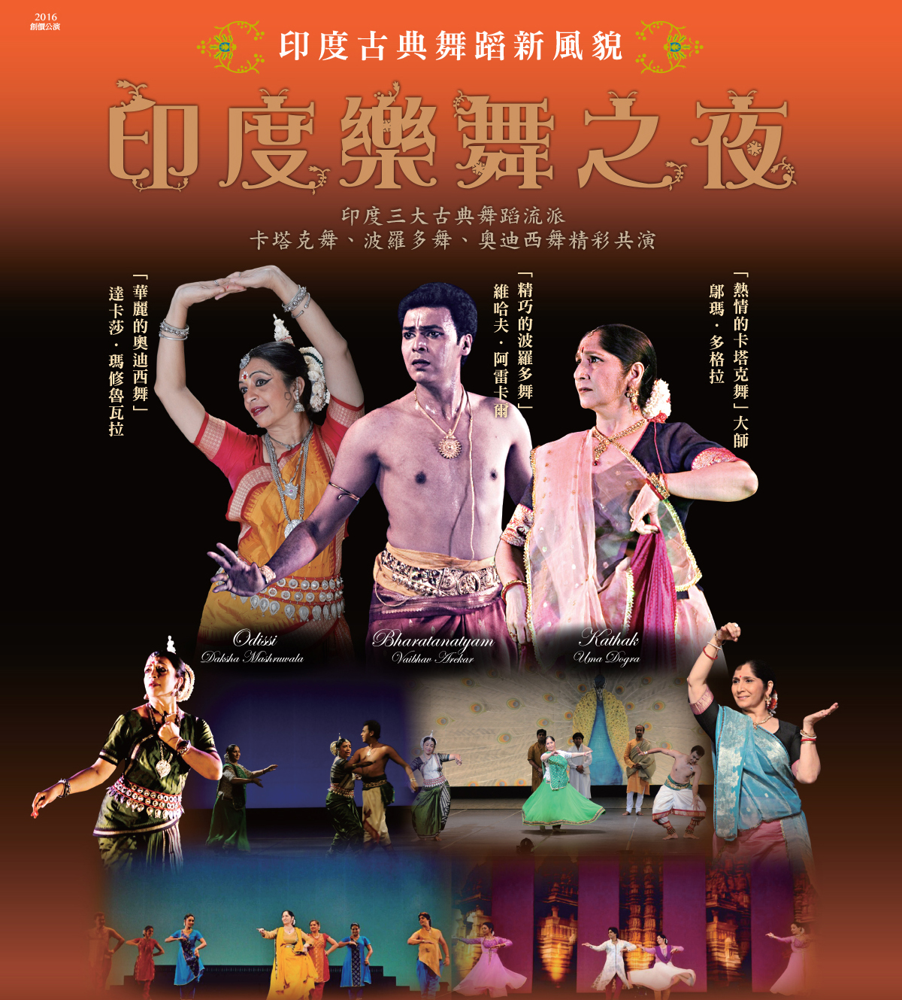 2016
創價公演
印度古典舞蹈新風貌
印度樂舞之夜
印度三大古典舞蹈流派
卡塔克舞、波羅多舞、奧迪西舞精彩共演
「華麗的奧迪西舞」
達卡莎・瑪修魯瓦拉
「精巧的波羅多舞」
維哈夫・阿雷卡爾
「熱情的卡塔克舞」大師
鄔瑪・多格拉
Odissi
Daksha Mashruwala
Bharatanatyam
Vaibhav Arekar
Kathak
Uma Dogra